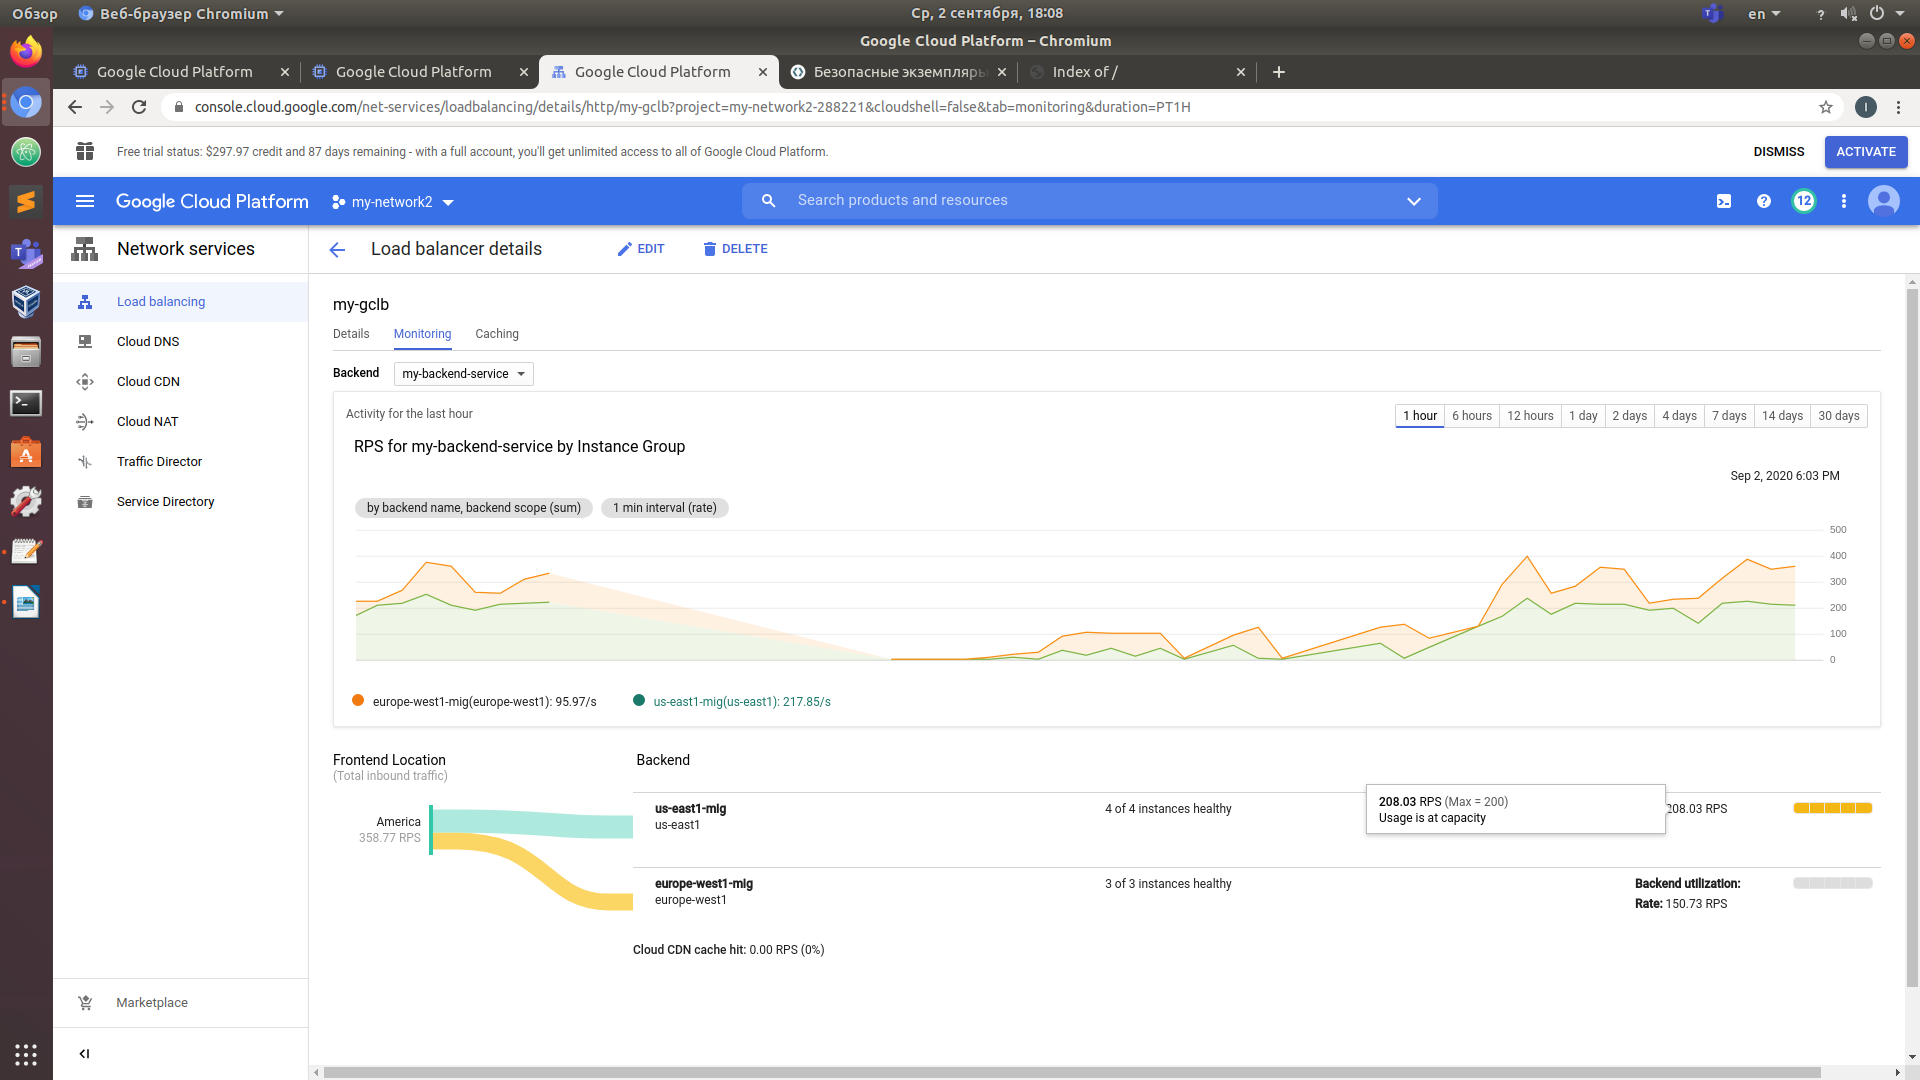 Обзор
Веб-браузер Chromium
Ср, 2 сентября, 18:08
en
?
Google Cloud Platform – Chromium
Google Cloud Platform
Google Cloud Platform
Google Cloud Platform
Безопасные экземпляры
Index of /
console.cloud.google.com/net-services/loadbalancing/details/http/my-gclb?project=my-network2-288221&cloudshell=false&tab=monitoring&duration=PT1H
I
Free trial status: $297.97 credit and 87 days remaining - with a full account, you'll get unlimited access to all of Google Cloud Platform.
DISMISS
ACTIVATE
Google Cloud Platform
my-network2
Search products and resources
12
Network services
Load balancer details
EDIT
DELETE
Load balancing
Cloud DNS
Cloud CDN
Cloud NAT
Traffic Director
Service Directory
Marketplace
my-gclb
Details
Monitoring
Caching
Backend
my-backend-service
Activity for the last hour
1 hour
6 hours
12 hours
1 day
2 days
4 days
7 days
14 days
30 days
RPS for my-backend-service by Instance Group
Sep 2, 2020 6:03 PM
by backend name, backend scope (sum)
1 min interval (rate)
500
400
300
200
100
0
europe-west1-mig(europe-west1): 95.97/s
us-east1-mig(us-east1): 217.85/s
Frontend Location
(Total inbound traffic)
Backend
America
358.77 RPS
us-east1-mig
us-east1
4 of 4 instances healthy
208.03 RPS (Max = 200)
Usage is at capacity
208.03 RPS
europe-west1-mig
europe-west1
3 of 3 instances healthy
Backend utilization:
Rate: 150.73 RPS
Cloud CDN cache hit: 0.00 RPS (0%)